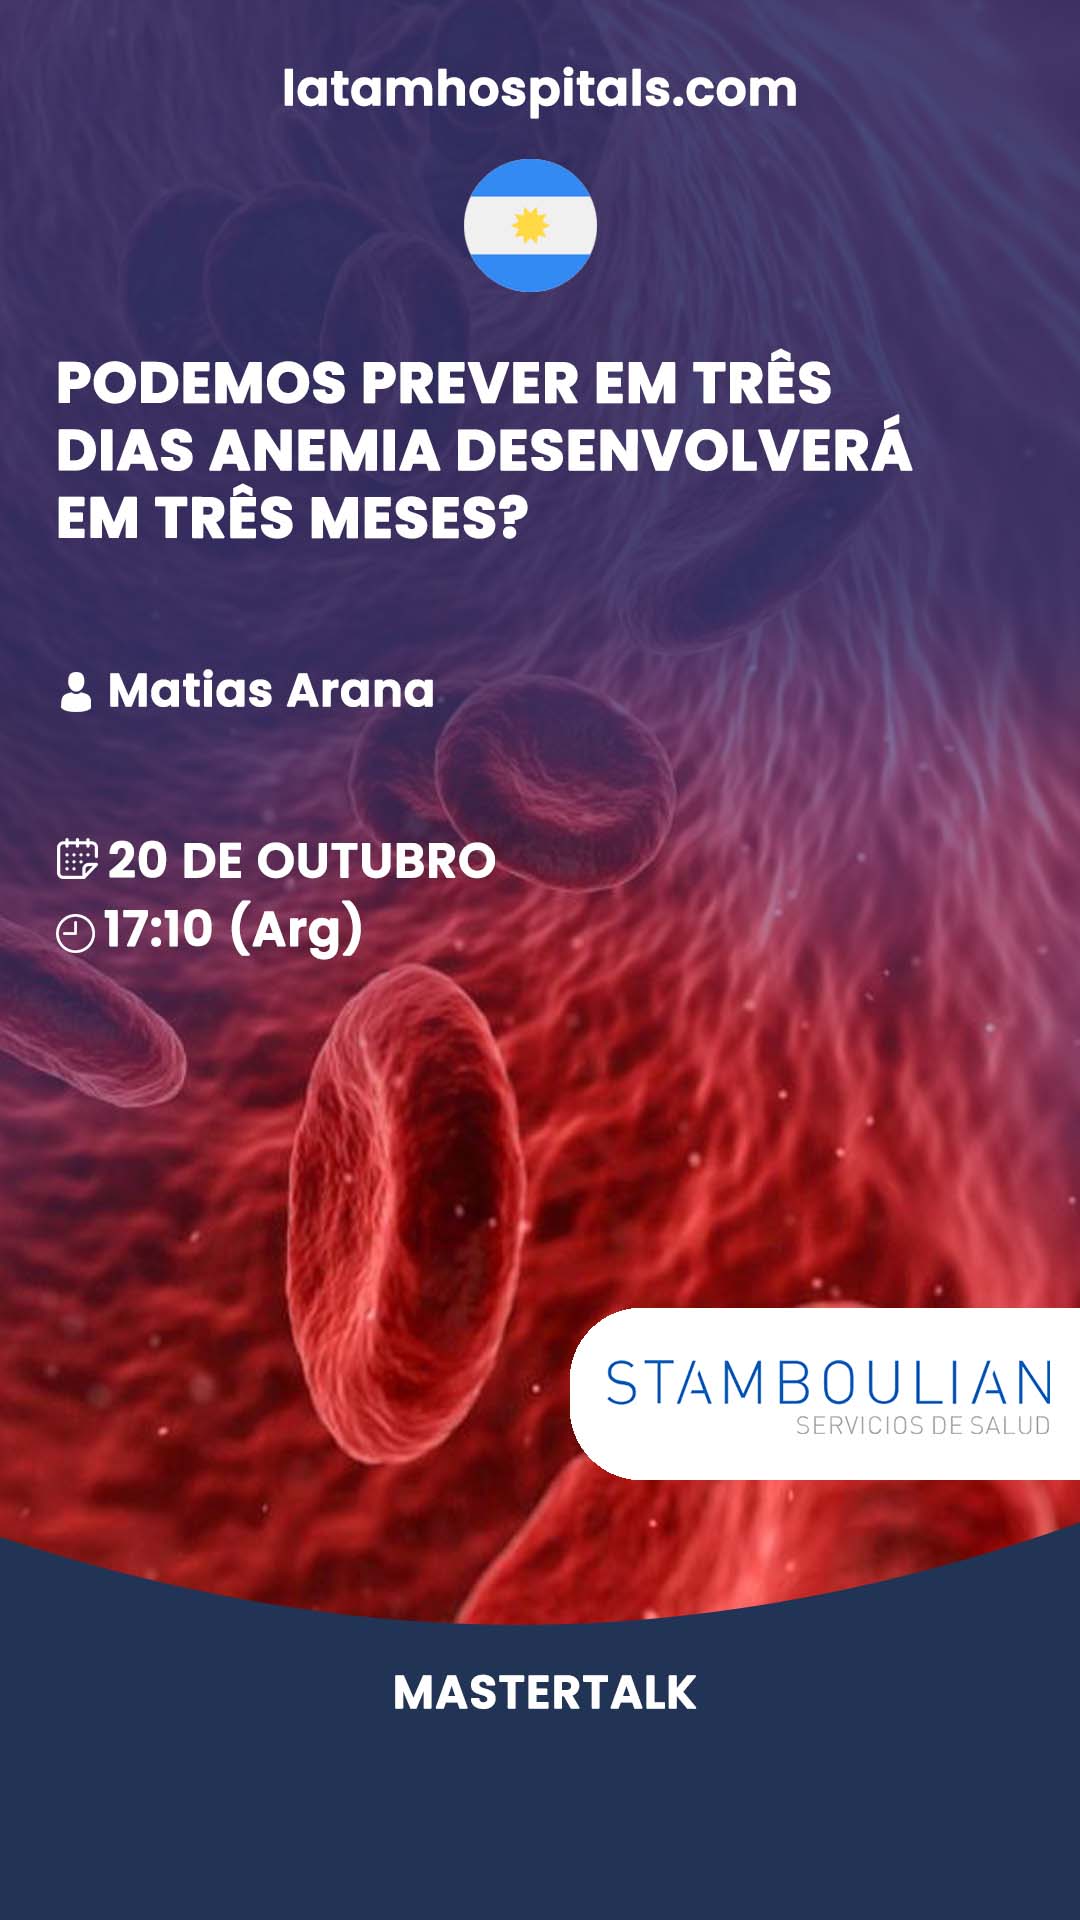 latamhospitals.com
PODEMOS PREVER EM TRÊS
DIAS ANEMIA DESENVOLVERÁ
EM TRÊS MESES?
Matias Arana
20 DE OUTUBRO
17:10 (Arg)
STAMBOULIAN
SERVICIOS DE SALUD
MASTERTALK